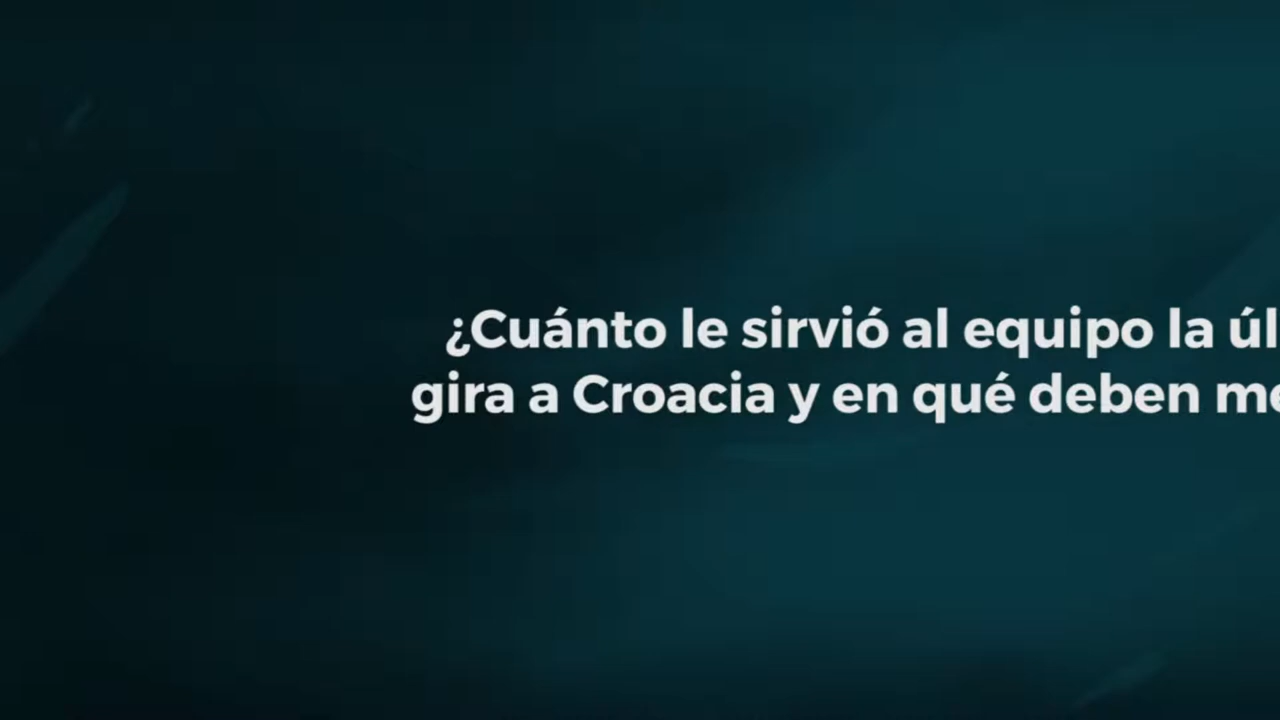 ¿Cuánto le sirvió al equipo la
gira a Croacia y en qué deben